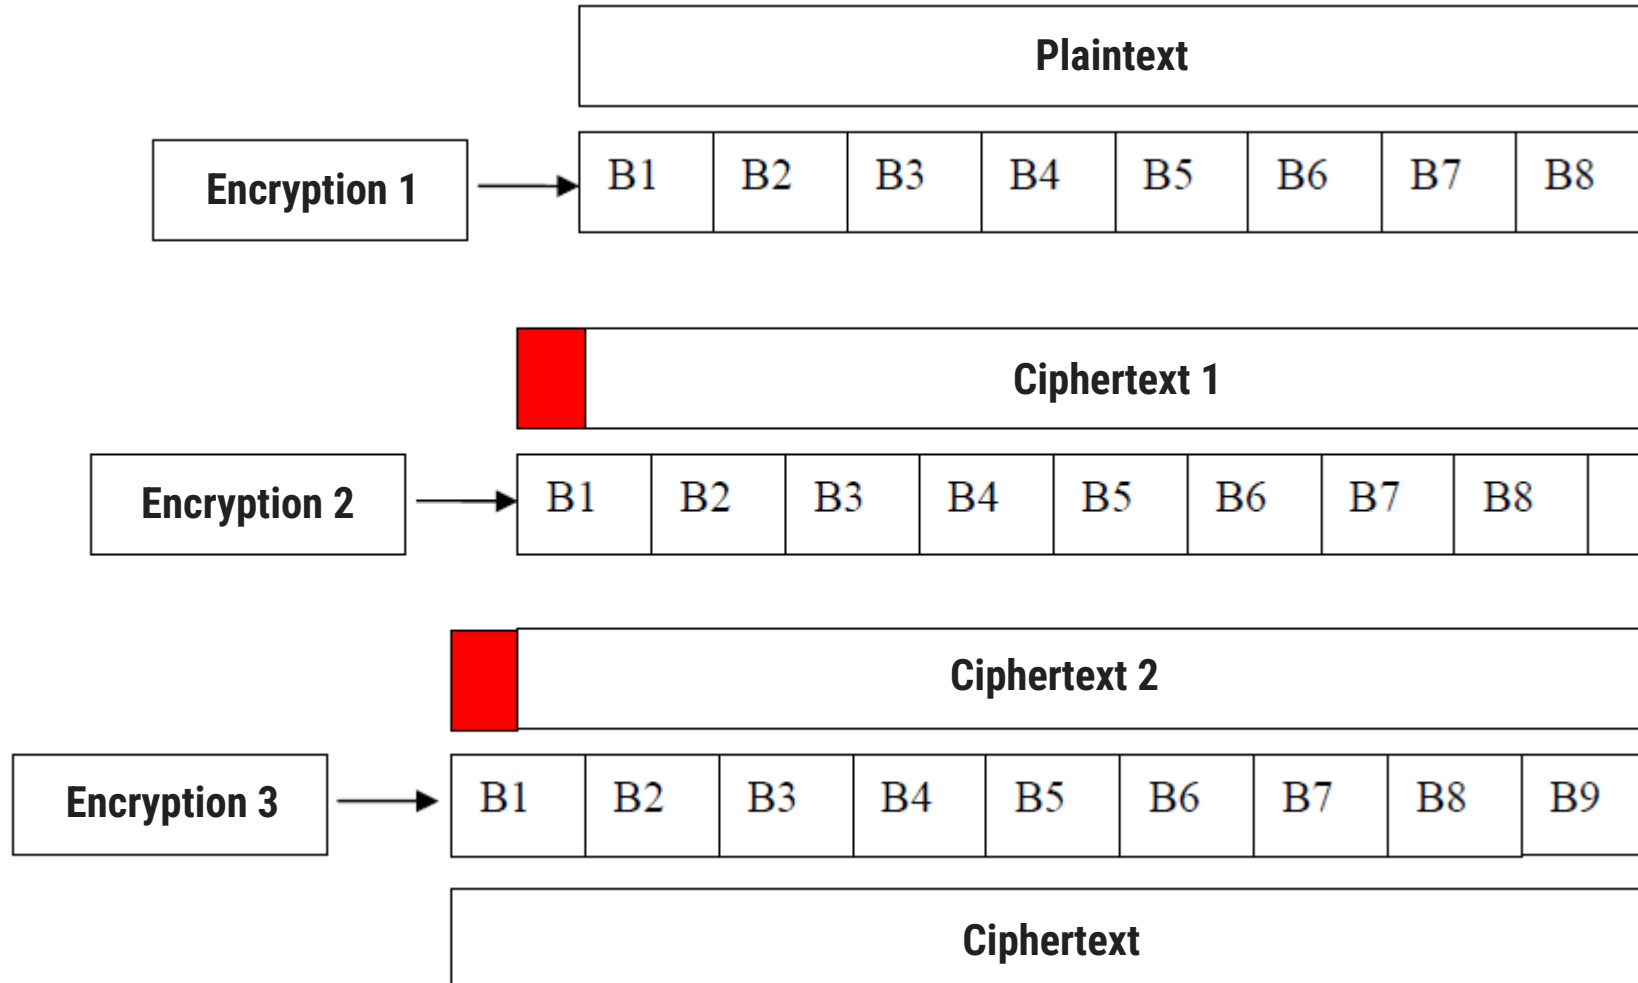 Plaintext
Encryption 1 B1 B2 B3 B4 B5 B6 B7 B8
Ciphertext 1
Encryption 2 B1 B2 B3 B4 B5 B6 B7 B8
Ciphertext 2
Encryption 3 B1 B2 B3 B4 B5 B6 B7 B8 B9
Ciphertext